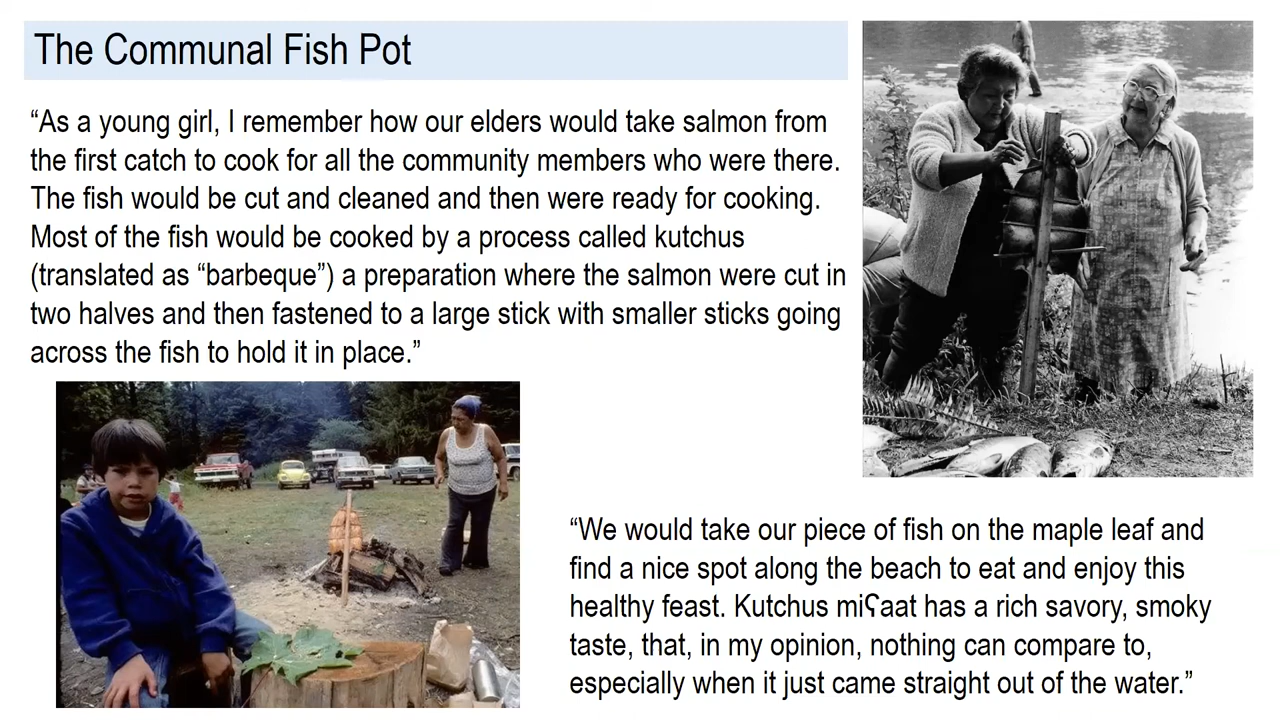 The Communal Fish Pot
“As a young girl, I remember how our elders would take salmon from
the first catch to cook for all the community members who were there.
The fish would be cut and cleaned and then were ready for cooking.
Most of the fish would be cooked by a process called kutchus
(translated as “barbeque”) a preparation where the salmon were cut in
two halves and then fastened to a large stick with smaller sticks going
across the fish to hold it in place.”
“We would take our piece of fish on the maple leaf and
find a nice spot along the beach to eat and enjoy this
healthy feast. Kutchus miʕaat has a rich savory, smoky
taste, that, in my opinion, nothing can compare to,
especially when it just came straight out of the water.”